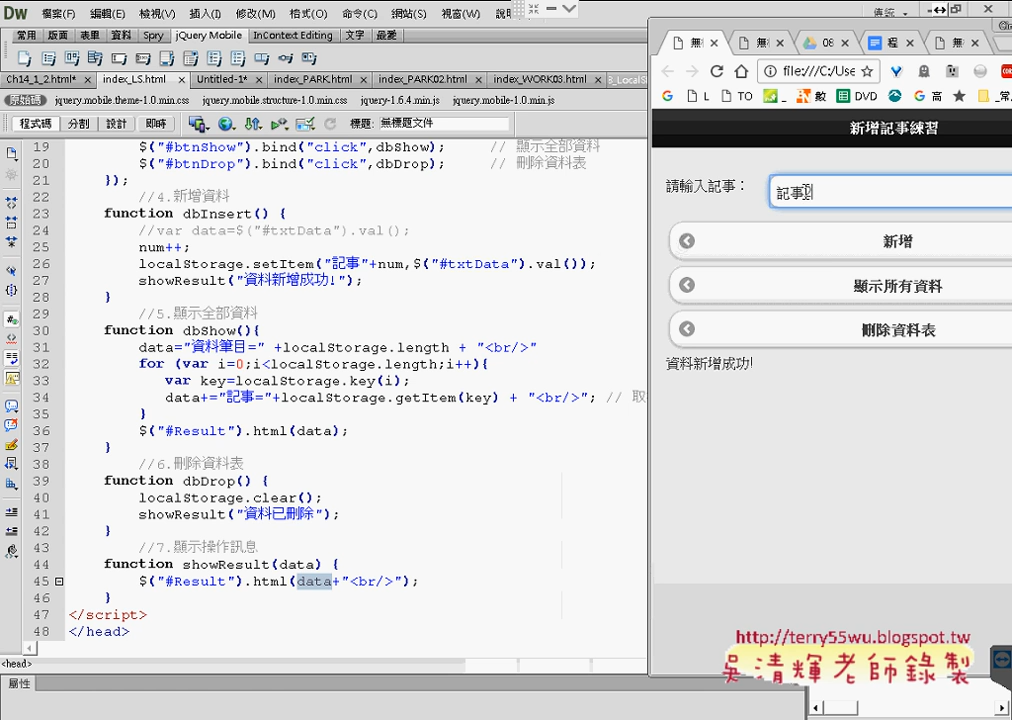 DW 檔案(F) 編輯(E) 檢視(V) 插入(I) 修改(M) 格式(O) 命令(C) 網站(S) 視窗(W)
常用 版面 表單 資料 Spry jQuery Mobile InContext Editing 文字 最愛
Ch14_1_2.html* index_LS.html Untitled-1* index_PARK.html index_PARK02.html index_WORK03.html
原始碼 jquery.mobile.theme-1.0.min.css jquery.mobile.structure-1.0.min.css jquery-1.6.4.min.js jquery.mobile-1.0.min.js
程式碼 分割 設計 即時 標題: 無標題文件
19 $("#btnShow").bind("click",dbShow); // 顯示全部資料
20 $("#btnDrop").bind("click",dbDrop); // 刪除資料表
21 });
22 //4.新增資料
23 function dbInsert() {
24 //var data=$("#txtData").val();
25 num++;
26 localStorage.setItem("記事"+num,$("#txtData").val());
27 showResult("資料新增成功!");
28 }
29 //5.顯示全部資料
30 function dbShow(){
31 data="資料筆目=" +localStorage.length + "<br/>"
32 for (var i=0;i<localStorage.length;i++){
33 var key=localStorage.key(i);
34 data+="記事="+localStorage.getItem(key) + "<br/>"; // 取
35 }
36 $("#Result").html(data);
37 }
38 //6.刪除資料表
39 function dbDrop() {
40 localStorage.clear();
41 showResult("資料已刪除");
42 }
43 //7.顯示操作訊息
44 function showResult(data) {
45 $("#Result").html(data+"<br/>");
46 }
47 </script>
48 </head>
<head>
屬性
無 無 08 程 無
file:///C:/Use
L TO 數 DVD 高
新增記事練習
請輸入記事： 記事
新增
顯示所有資料
刪除資料表
資料新增成功!
http://terry55wu.blogspot.tw
吳清輝老師錄製